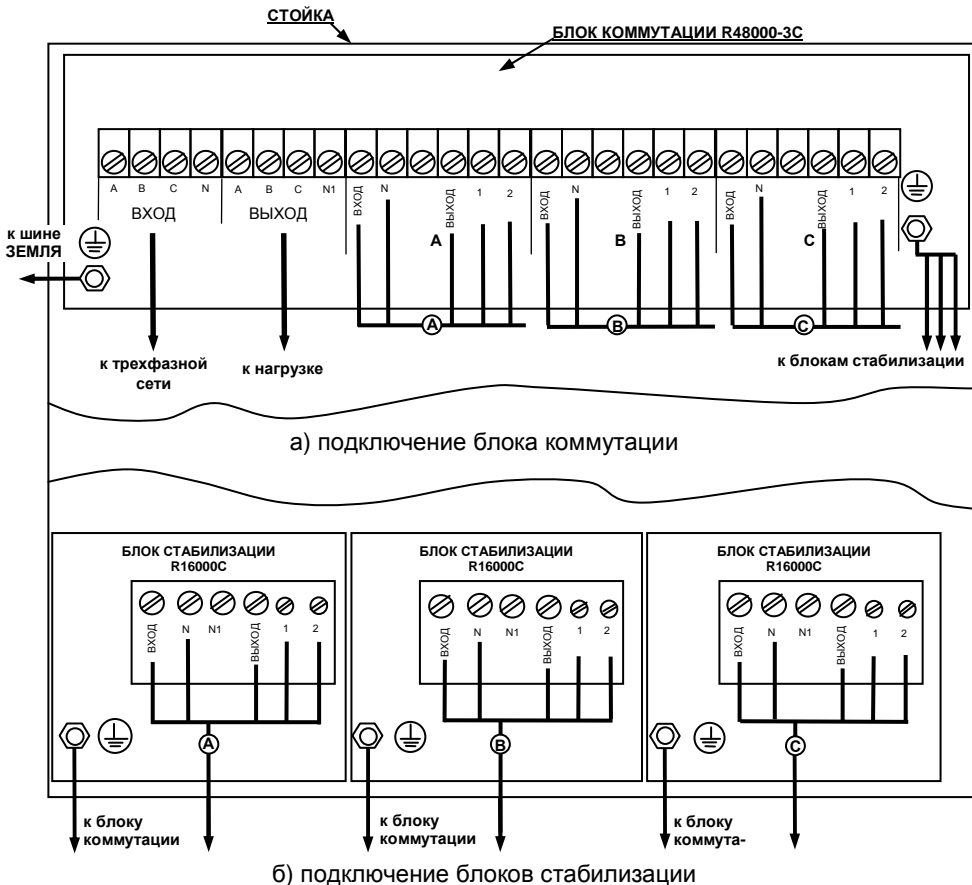 СТОЙКА
БЛОК КОММУТАЦИИ R48000-3С
A B C N A B C N1 ВХОД N ВЫХОД 1 2 ВХОД N ВЫХОД 1 2 ВХОД N ВЫХОД 1 2
ВХОД ВЫХОД
A B C
к шине
ЗЕМЛЯ
A B C
к трехфазной
сети
к нагрузке
к блокам стабилизации
а) подключение блока коммутации
БЛОК СТАБИЛИЗАЦИИ
R16000C
ВХОД N N1 ВЫХОД 1 2
A
к блоку
коммутации
БЛОК СТАБИЛИЗАЦИИ
R16000C
ВХОД N N1 ВЫХОД 1 2
B
к блоку
коммутации
БЛОК СТАБИЛИЗАЦИИ
R16000C
ВХОД N N1 ВЫХОД 1 2
C
к блоку
коммута-
б) подключение блоков стабилизации